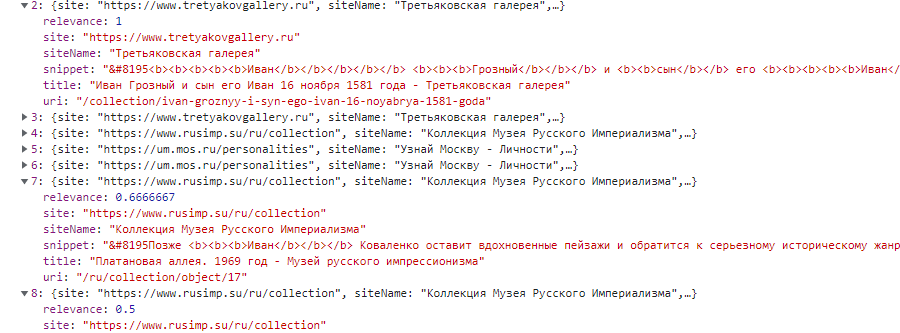 ▼2: {site: "https://www.tretyakovgallery.ru", siteName: "Третьяковская галерея",…}
relevance: 1
site: "https://www.tretyakovgallery.ru"
siteName: "Третьяковская галерея"
snippet: "&#8195<b><b><b><b><b>Иван</b></b></b></b></b> <b><b><b>Грозный</b></b></b> и <b><b>сын</b></b> его <b><b><b><b><b>Иван</
title: "Иван Грозный и сын его Иван 16 ноября 1581 года - Третьяковская галерея"
uri: "/collection/ivan-groznyy-i-syn-ego-ivan-16-noyabrya-1581-goda"
▶3: {site: "https://www.tretyakovgallery.ru", siteName: "Третьяковская галерея",…}
▶4: {site: "https://www.rusimp.su/ru/collection", siteName: "Коллекция Музея Русского Империализма",…}
▶5: {site: "https://um.mos.ru/personalities", siteName: "Узнай Москву - Личности",…}
▶6: {site: "https://um.mos.ru/personalities", siteName: "Узнай Москву - Личности",…}
▼7: {site: "https://www.rusimp.su/ru/collection", siteName: "Коллекция Музея Русского Империализма",…}
relevance: 0.6666667
site: "https://www.rusimp.su/ru/collection"
siteName: "Коллекция Музея Русского Империализма"
snippet: "&#8195Позже <b><b><b>Иван</b></b></b> Коваленко оставит вдохновенные пейзажи и обратится к серьезному историческому жанр
title: "Платановая аллея. 1969 год - Музей русского импрессионизма"
uri: "/ru/collection/object/17"
▼8: {site: "https://www.rusimp.su/ru/collection", siteName: "Коллекция Музея Русского Империализма",…}
relevance: 0.5
site: "https://www.rusimp.su/ru/collection"